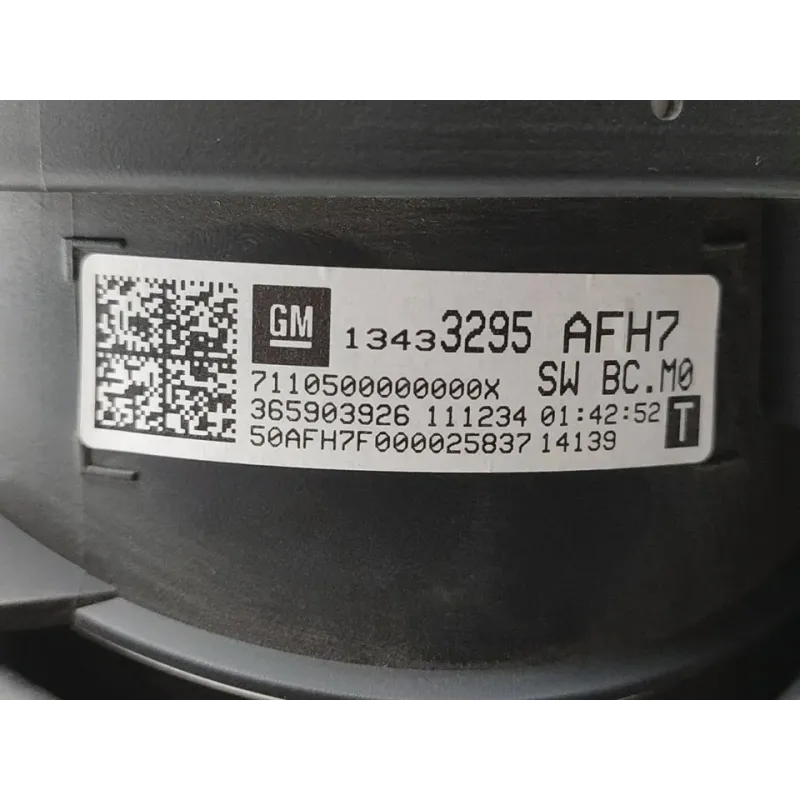 GM 13433295 AFH7
7110500000000X SW BC.M0
365903926 111234 01:42:52 T
50AFH7F000025837 14139